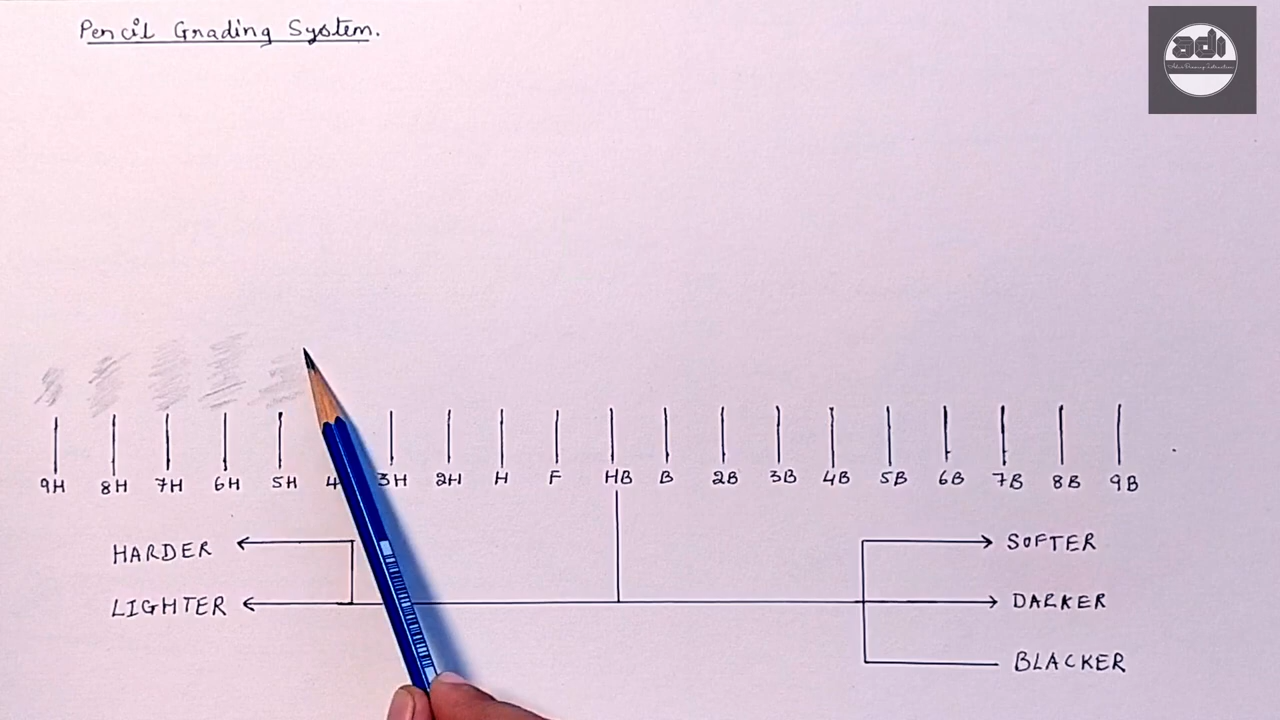 Pencil Grading System.
adi
9H 8H 7H 6H 5H 4 3H 2H H F HB B 2B 3B 4B 5B 6B 7B 8B 9B
HARDER SOFTER
LIGHTER DARKER
BLACKER